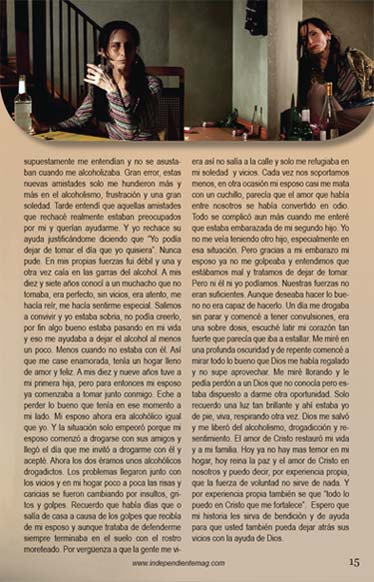 supuestamente me entendían y no se asusta-
ban cuando me alcoholizaba. Gran error, estas
nuevas amistades solo me hundieron más y
más en el alcoholismo, frustración y una gran
soledad. Tarde entendí que aquellas amistades
que rechacé realmente estaban preocupados
por mi y querían ayudarme. Y yo rechace su
ayuda justificándome diciendo que "Yo podía
dejar de tomar el día que yo quisiera". Nunca
pude. En mis propias fuerzas fui débil y una y
otra vez caía en las garras del alcohol. A mis
diez y siete años conocí a un muchacho que no
tomaba, era perfecto, sin vicios, era atento, me
hacía reír, me hacía sentirme especial. Salimos
a convivir y yo estaba sobria, no podía creerlo,
por fin algo bueno estaba pasando en mi vida
y eso me ayudaba a dejar el alcohol al menos
un poco. Menos cuando no estaba con él. Así
que me case enamorada, tenía un hogar lleno
de amor y feliz. A mis diez y nueve años tuve a
mi primera hija, pero para entonces mi esposo
ya comenzaba a tomar junto conmigo. Eche a
perder lo bueno que tenía en ese momento a
mi lado. Mi esposo ahora era alcohólico igual
que yo. Y la situación solo empeoró porque mi
esposo comenzó a drogarse con sus amigos y
llegó el día que me invitó a drogarme con él y
acepté. Ahora los dos éramos unos alcohólicos
drogadictos. Los problemas llegaron junto con
los vicios y en mi hogar poco a poca las risas y
caricias se fueron cambiando por insultos, gri-
tos y golpes. Recuerdo que había días que o
salía de casa a causa de los golpes que recibía
de mi esposo y aunque trataba de defenderme
siempre terminaba en el suelo con el rostro
moreteado. Por vergüenza a que la gente me vi-
era así no salía a la calle y solo me refugiaba en
mi soledad y vicios. Cada vez nos soportamos
menos, en otra ocasión mi esposo casi me mata
con un cuchillo, parecía que el amor que había
entre nosotros se había convertido en odio.
Todo se complicó aun más cuando me enteré
que estaba embarazada de mi segundo hijo. Yo
no me veía teniendo otro hijo, especialmente en
esa situación. Pero gracias a mi embarazo mi
esposo ya no me golpeaba y entendimos que
estábamos mal y tratamos de dejar de tomar.
Pero ni él ni yo podíamos. Nuestras fuerzas no
eran suficientes. Aunque deseaba hacer lo bue-
no no era capaz de hacerlo. Un día me drogaba
sin parar y comencé a tener convulsiones, era
una sobre dosis, escuché latir mi corazón tan
fuerte que parecía que iba a estallar. Me miré en
una profunda oscuridad y de repente comencé a
mirar todo lo bueno que Dios me había regalado
y no supe aprovechar. Me miré llorando y le
pedía perdón a un Dios que no conocía pero es-
taba dispuesto a darme otra oportunidad. Solo
recuerdo una luz tan brillante y ahí estaba yo
de pie, viva, respirando otra vez. Dios me salvó
y me liberó del alcoholismo, drogadicción y re-
sentimiento. El amor de Cristo restauró mi vida
y a mi familia. Hoy ya no hay mas temor en mi
hogar, hoy reina la paz y el amor de Cristo en
nosotros y puedo decir, por experiencia propia,
que la fuerza de voluntad no sirve de nada. Y
por experiencia propia también se que "todo lo
puedo en Cristo que me fortalece". Espero que
mi historia les sirva de bendición y de ayuda
para que usted también pueda dejar atrás sus
vicios con la ayuda de Dios.
www.independientemag.com
15